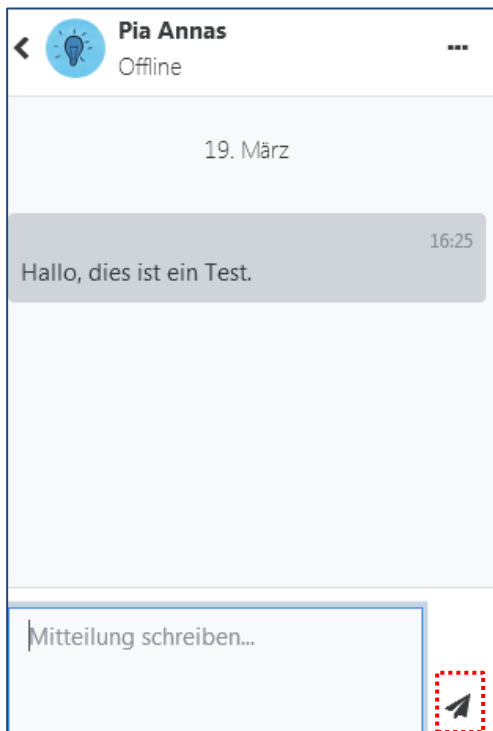 Pia Annas
Offline
19. März
16:25
Hallo, dies ist ein Test.
Mitteilung schreiben...